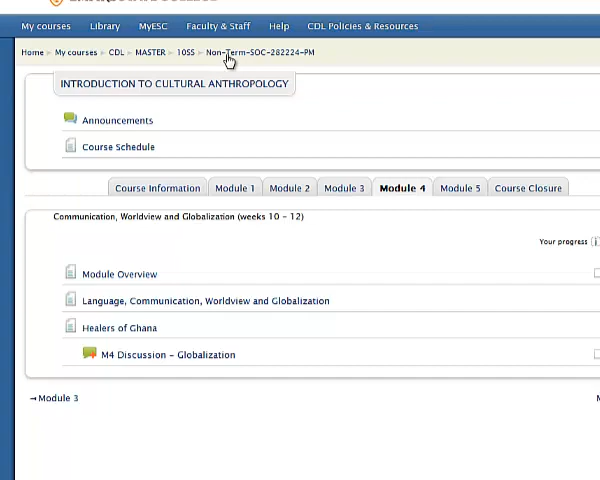 My courses Library MyESC Faculty & Staff Help CDL Policies & Resources
Home ► My courses ► CDL ► MASTER ► 10SS ► Non-Term-SOC-282224-PM
INTRODUCTION TO CULTURAL ANTHROPOLOGY
Announcements
Course Schedule
Course Information Module 1 Module 2 Module 3 Module 4 Module 5 Course Closure
Communication, Worldview and Globalization (weeks 10 - 12)
Your progress
Module Overview
Language, Communication, Worldview and Globalization
Healers of Ghana
M4 Discussion - Globalization
→Module 3